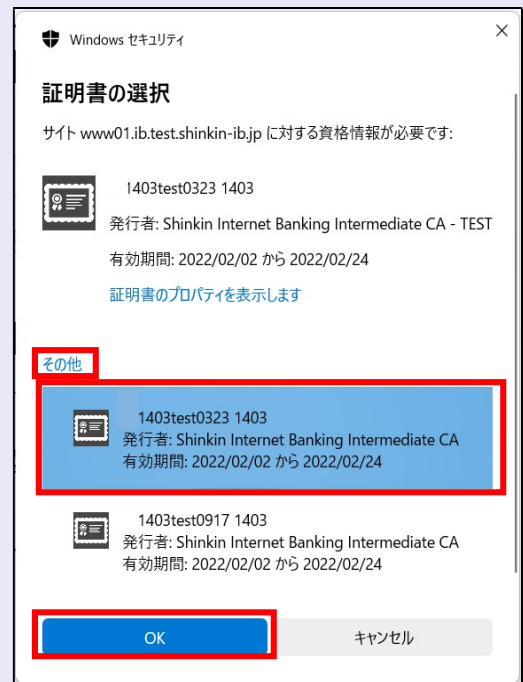 Windows セキュリティ
証明書の選択
サイト www01.ib.test.shinkin-ib.jp に対する資格情報が必要です:
1403test0323 1403
発行者: Shinkin Internet Banking Intermediate CA - TEST
有効期間: 2022/02/02 から 2022/02/24
証明書のプロパティを表示します
その他
1403test0323 1403
発行者: Shinkin Internet Banking Intermediate CA
有効期間: 2022/02/02 から 2022/02/24
1403test0917 1403
発行者: Shinkin Internet Banking Intermediate CA
有効期間: 2022/02/02 から 2022/02/24
OK
キャンセル